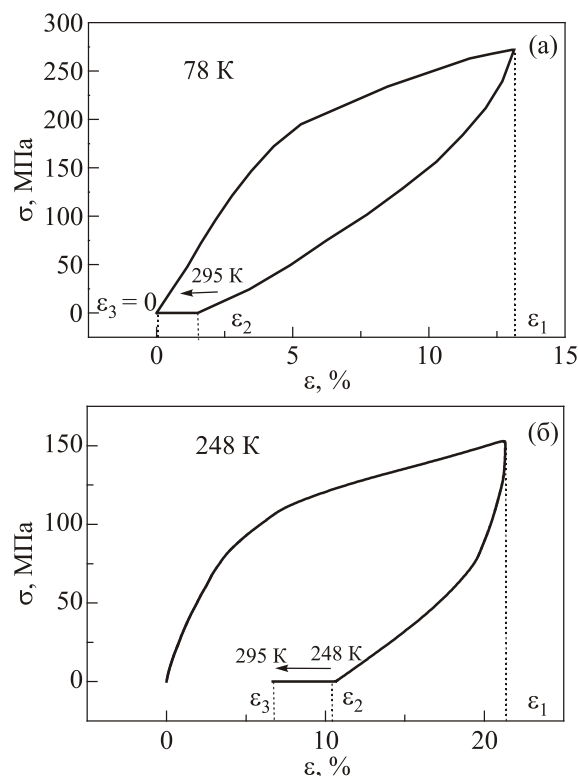 300
(а)
78 К
250
200
σ, МПа
150
100
50
295 К
ε₃ = 0
0
ε₂
ε₁
0
5
10
15
ε, %
(б)
248 К
150
σ, МПа
100
50
295 К
248 К
0
ε₃
ε₂
ε₁
0
10
20
ε, %